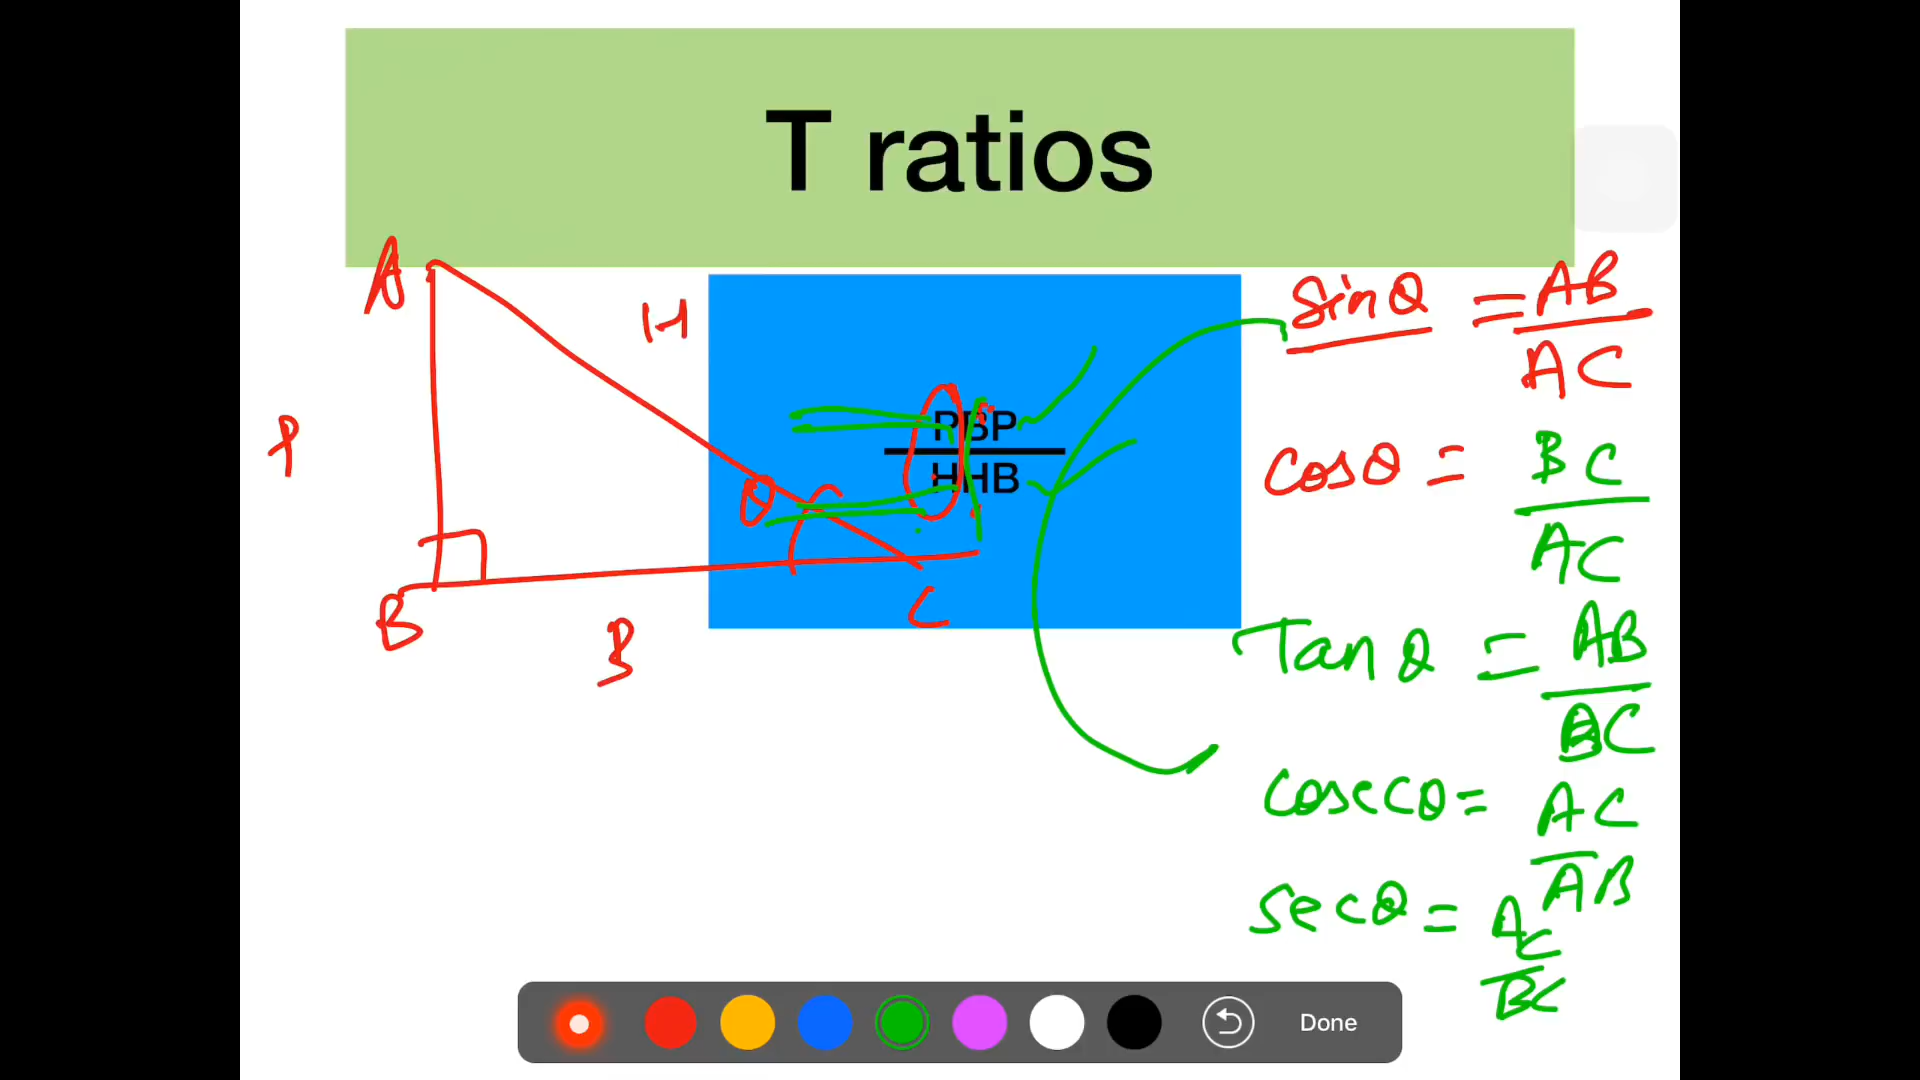 T ratios
A
H
P
PBP
HHB
θ
B
C
B
Sinθ = AB
AC
Cosθ = BC
AC
Tanθ = AB
BC
Cosecθ = AC
AB
Secθ = AC
BC
Done